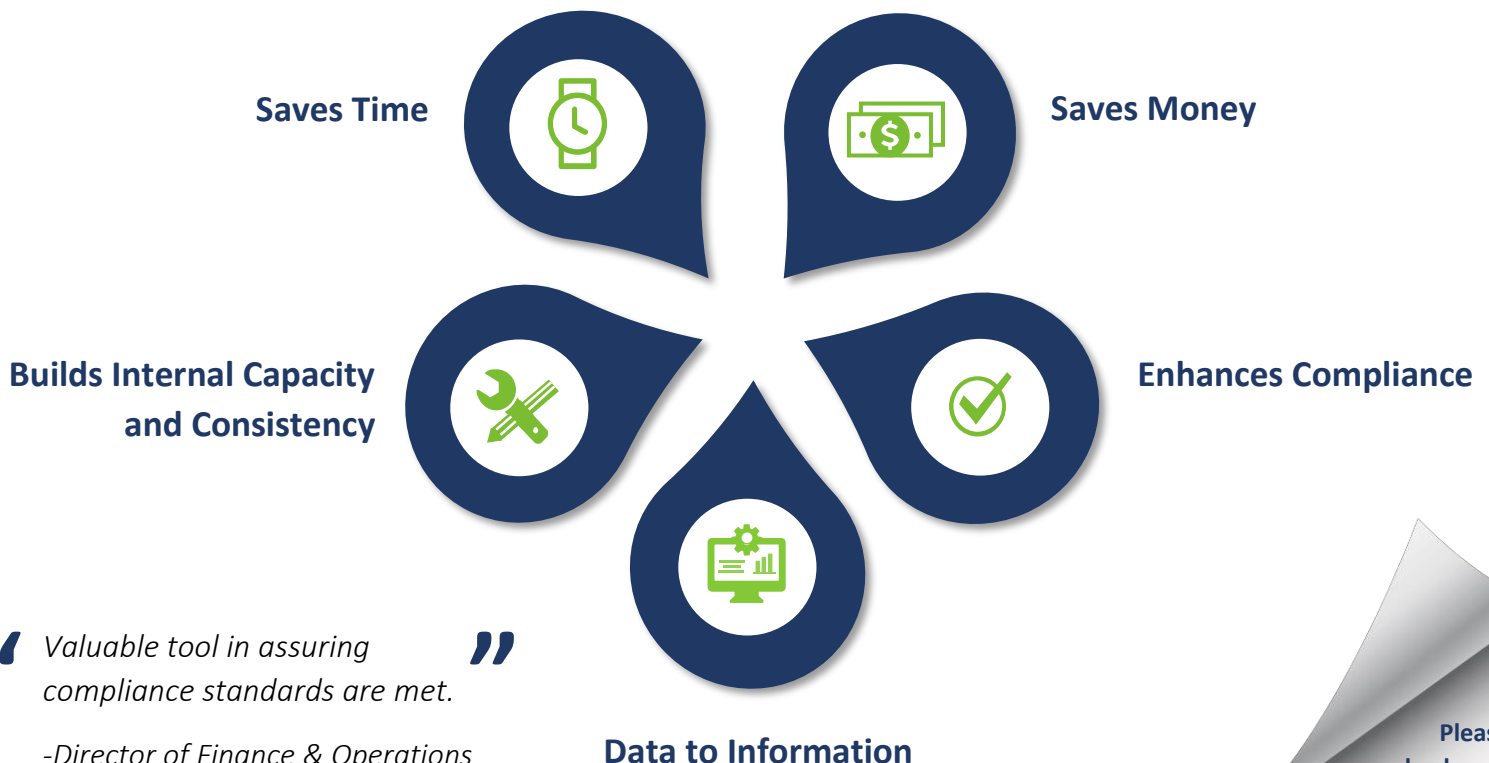 Saves Time
Saves Money
Builds Internal Capacity
and Consistency
Enhances Compliance
$
‘ Valuable tool in assuring ”
compliance standards are met.
-Director of Finance & Operations
Data to Information